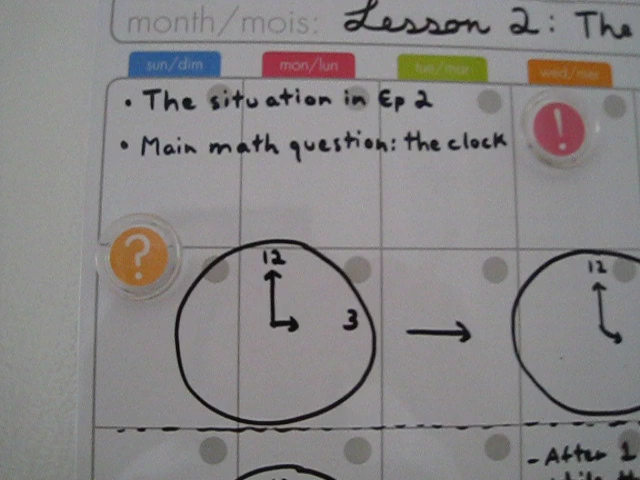 month/mois: Lesson 2: The
sun/dim mon/lun tue/mar wed/mer
• The situation in Ep 2
• Main math question: the clock
!
?
12
3
12
- After 1